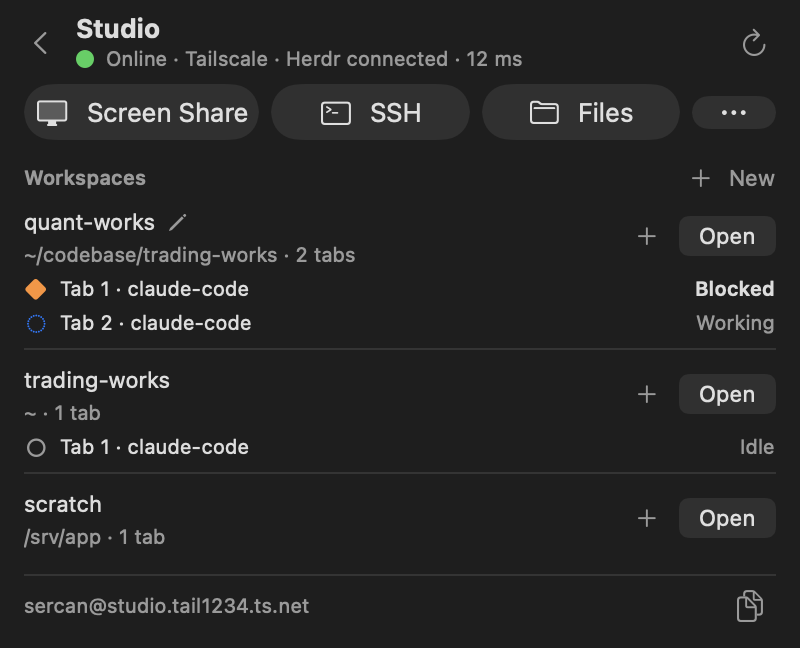 Studio
Online · Tailscale · Herdr connected · 12 ms
Screen Share
SSH
Files
Workspaces
New
quant-works
Open
~/codebase/trading-works · 2 tabs
Tab 1 · claude-code
Blocked
Tab 2 · claude-code
Working
trading-works
Open
~ · 1 tab
Tab 1 · claude-code
Idle
scratch
Open
/srv/app · 1 tab
sercan@studio.tail1234.ts.net